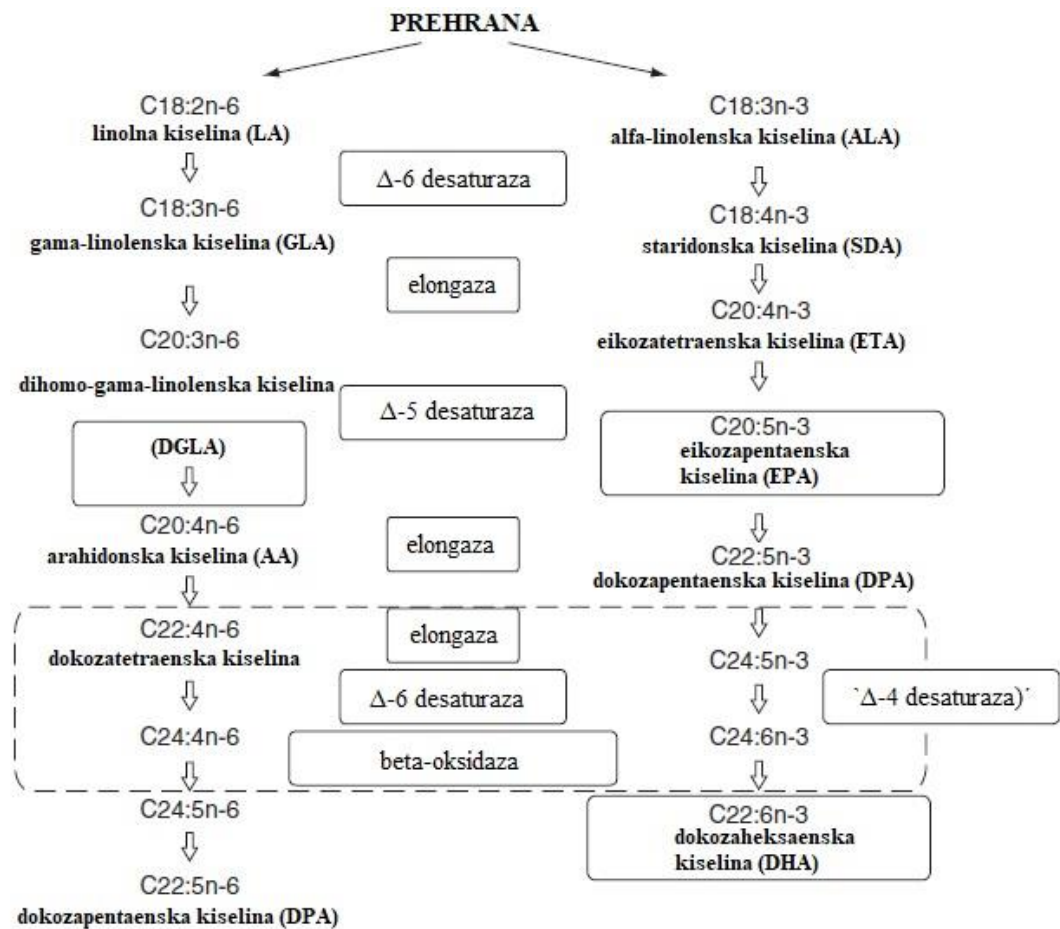 PREHRANA
C18:2n-6
linolna kiselina (LA)
C18:3n-6
gama-linolenska kiselina (GLA)
C20:3n-6
dihomo-gama-linolenska kiselina
(DGLA)
C20:4n-6
arahidonska kiselina (AA)
C22:4n-6
dokozatetraenska kiselina
C24:4n-6
C24:5n-6
C22:5n-6
dokozapentaenska kiselina (DPA)
Δ-6 desaturaza
elongaza
Δ-5 desaturaza
elongaza
elongaza
Δ-6 desaturaza
beta-oksidaza
C18:3n-3
alfa-linolenska kiselina (ALA)
C18:4n-3
staridonska kiselina (SDA)
C20:4n-3
eikozatetraenska kiselina (ETA)
C20:5n-3
eikozapentaenska
kiselina (EPA)
C22:5n-3
dokozapentaenska kiselina (DPA)
C24:5n-3
C24:6n-3
C22:6n-3
dokozaheksaenska
kiselina (DHA)
`Δ-4 desaturaza)´